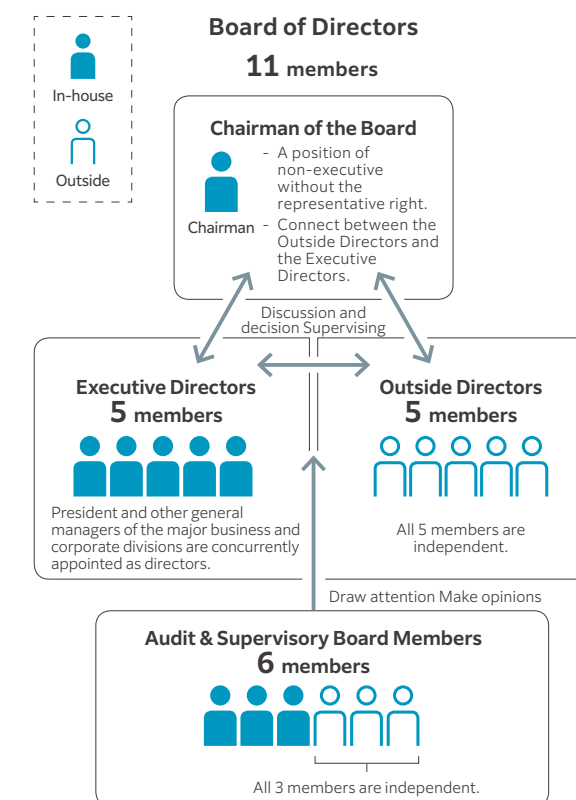 In-house
Outside
Board of Directors
11 members
Chairman of the Board
Chairman
- A position of
non-executive
without the
representative right.
- Connect between the
Outside Directors and
the Executive
Directors.
Discussion and
decision Supervising
Executive Directors
5 members
President and other general
managers of the major business and
corporate divisions are concurrently
appointed as directors.
Outside Directors
5 members
All 5 members are
independent.
Draw attention Make opinions
Audit & Supervisory Board Members
6 members
All 3 members are independent.